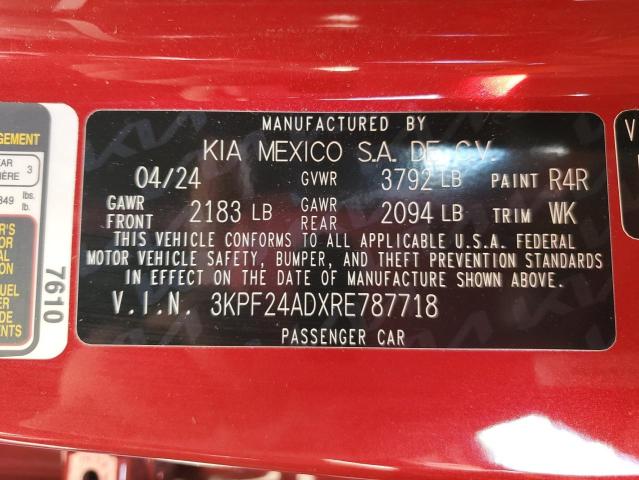 MANUFACTURED BY
KIA MEXICO S.A. DE C.V.
04/24 GVWR 3792 LB PAINT R4R
GAWR FRONT 2183 LB GAWR REAR 2094 LB TRIM WK
THIS VEHICLE CONFORMS TO ALL APPLICABLE U.S.A. FEDERAL
MOTOR VEHICLE SAFETY, BUMPER, AND THEFT PREVENTION STANDARDS
IN EFFECT ON THE DATE OF MANUFACTURE SHOWN ABOVE.
V.I.N. 3KPF24ADXRE787718
PASSENGER CAR
7610
3
lbs.